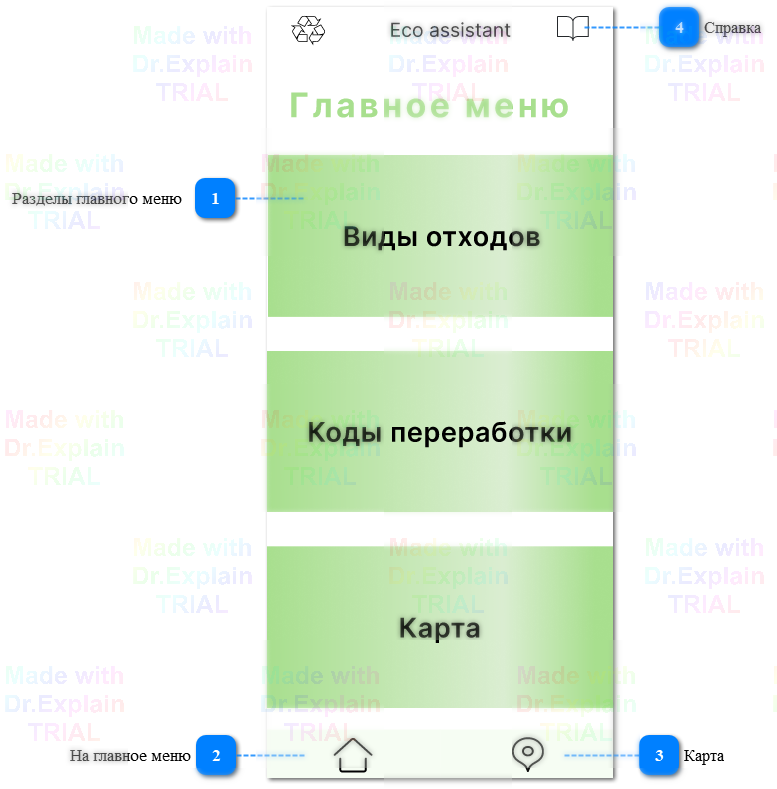 Eco assistant
4 Справка
Главное меню
Разделы главного меню 1
Виды отходов
Коды переработки
Карта
На главное меню 2
3 Карта
Made with
Dr.Explain
TRIAL